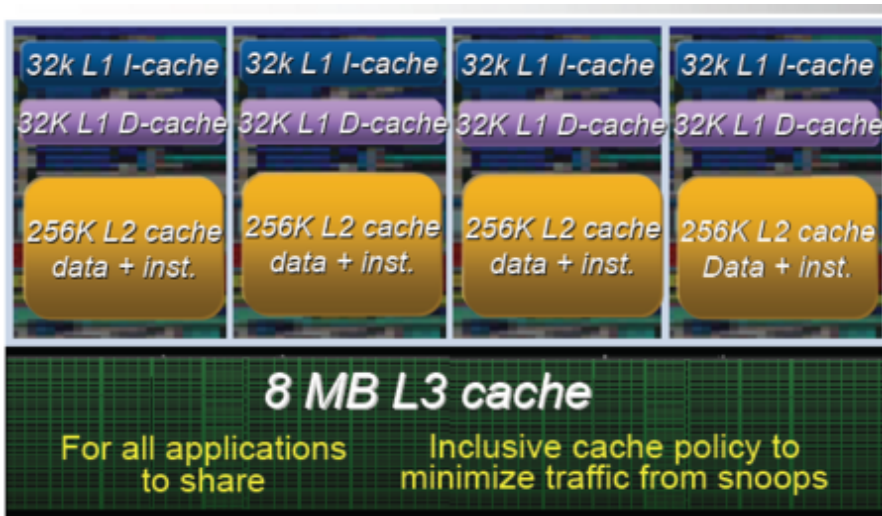 32k L1 I-cache
32K L1 D-cache
256K L2 cache
data + inst.
32k L1 I-cache
32K L1 D-cache
256K L2 cache
data + inst.
32k L1 I-cache
32K L1 D-cache
256K L2 cache
data + inst.
32k L1 I-cache
32K L1 D-cache
256K L2 cache
Data + inst.
8 MB L3 cache
For all applications
to share
Inclusive cache policy to
minimize traffic from snoops